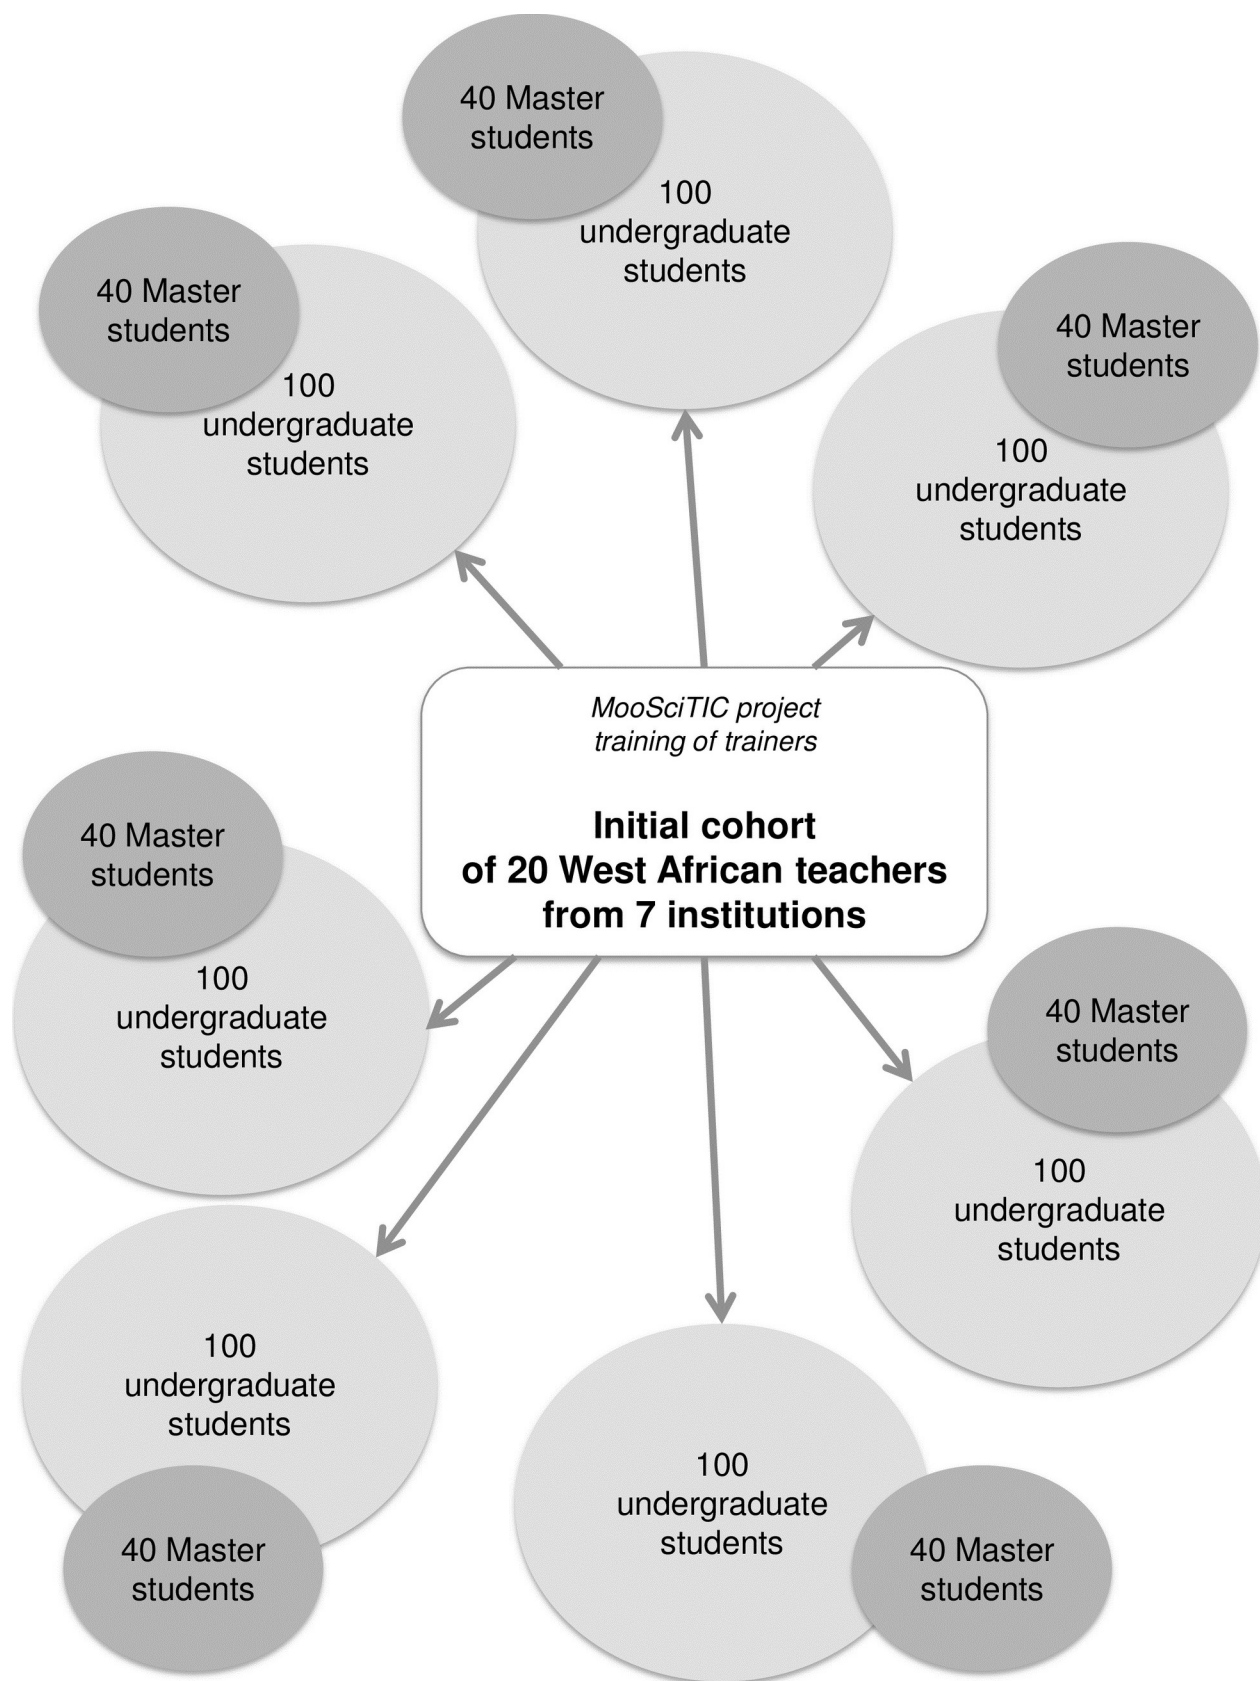 40 Master
students
100
undergraduate
students
40 Master
students
100
undergraduate
students
40 Master
students
100
undergraduate
students
MooSciTIC project
training of trainers
Initial cohort
of 20 West African teachers
from 7 institutions
40 Master
students
100
undergraduate
students
40 Master
students
100
undergraduate
students
100
undergraduate
students
40 Master
students
100
undergraduate
students
40 Master
students